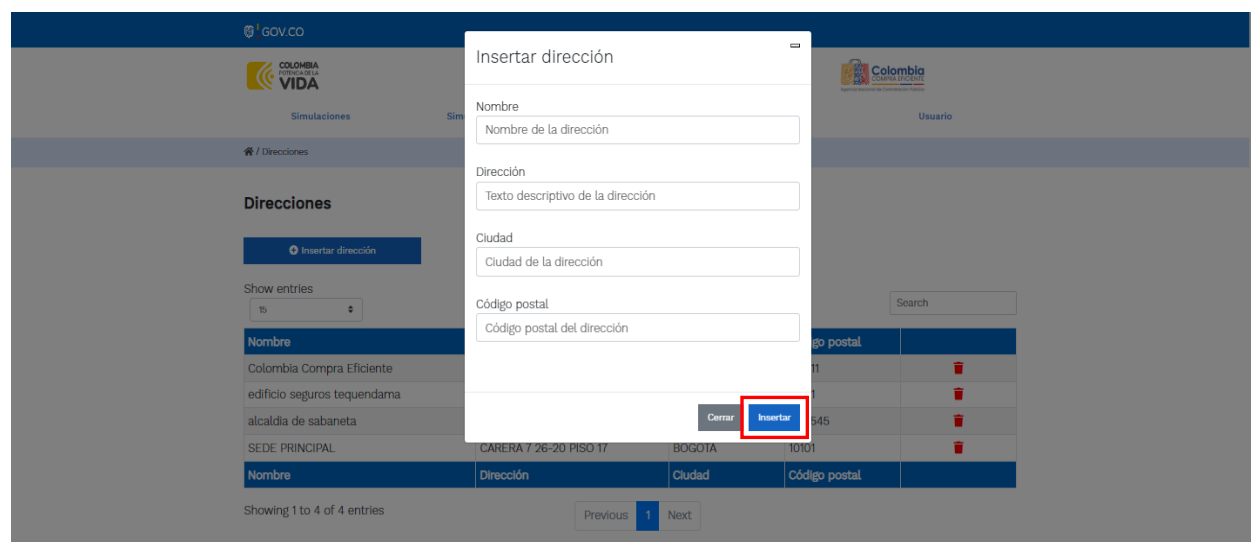 GOV.CO
COLOMBIA
POTENCIA DE LA
VIDA
Colombia
COMPRA EFICIENTE
Simulaciones
Sim
Usuario
/ Direcciones
Insertar dirección
Nombre
Nombre de la dirección
Dirección
Texto descriptivo de la dirección
Ciudad
Ciudad de la dirección
Código postal
Código postal del dirección
Cerrar Insertar
Direcciones
Insertar dirección
Show entries
15
Search
Nombre go postal
Colombia Compra Eficiente 11
edificio seguros tequendama 1
alcaldia de sabaneta 545
SEDE PRINCIPAL CARERA 7 26-20 PISO 17 BOGOTA 10101
Nombre Dirección Ciudad Código postal
Showing 1 to 4 of 4 entries
Previous 1 Next